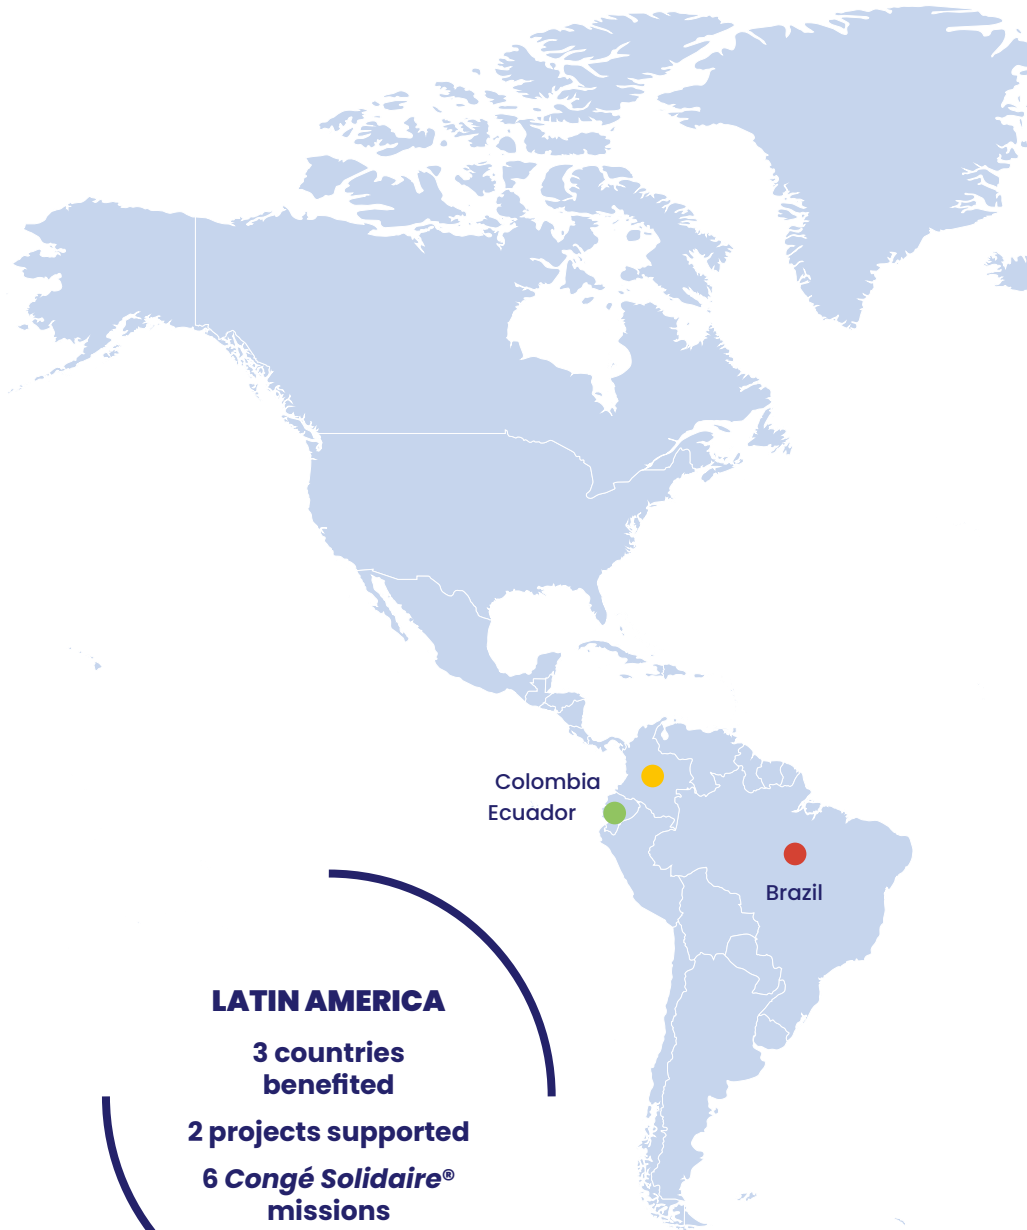 Colombia
Ecuador
Brazil
LATIN AMERICA
3 countries
benefited
2 projects supported
6 Congé Solidaire®
missions